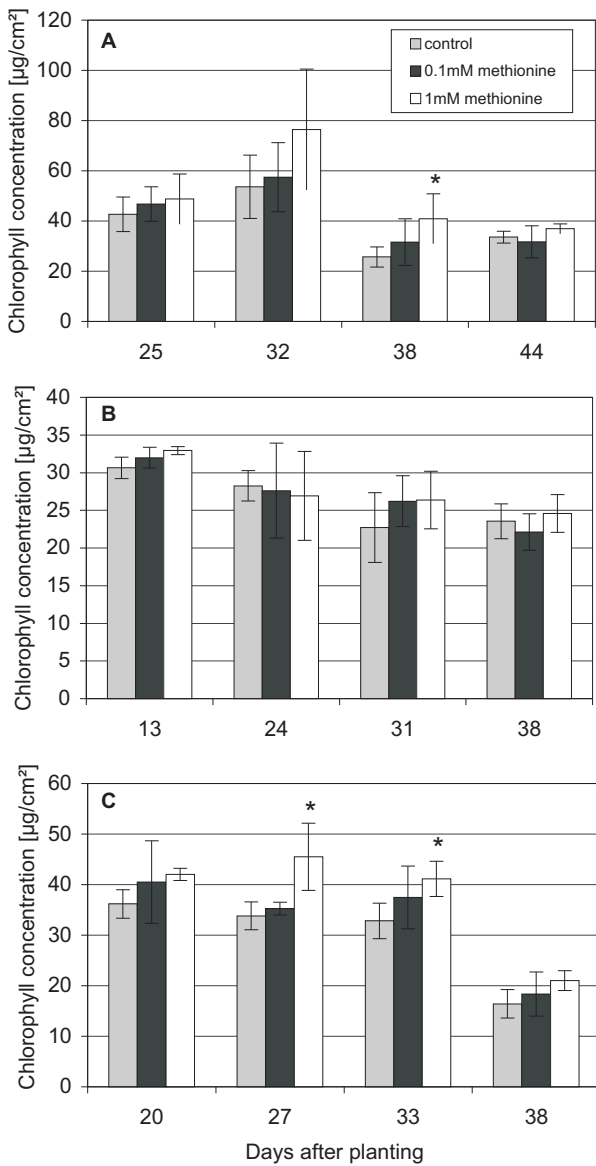 A
control
0.1mM methionine
1mM methionine
Chlorophyll concentration [µg/cm²]
120
100
80
60
40
20
0
*
25 32 38 44
B
Chlorophyll concentration [µg/cm²]
40
35
30
25
20
15
10
5
0
13 24 31 38
C
Chlorophyll concentration [µg/cm²]
60
50
40
30
20
10
0
*
*
20 27 33 38
Days after planting